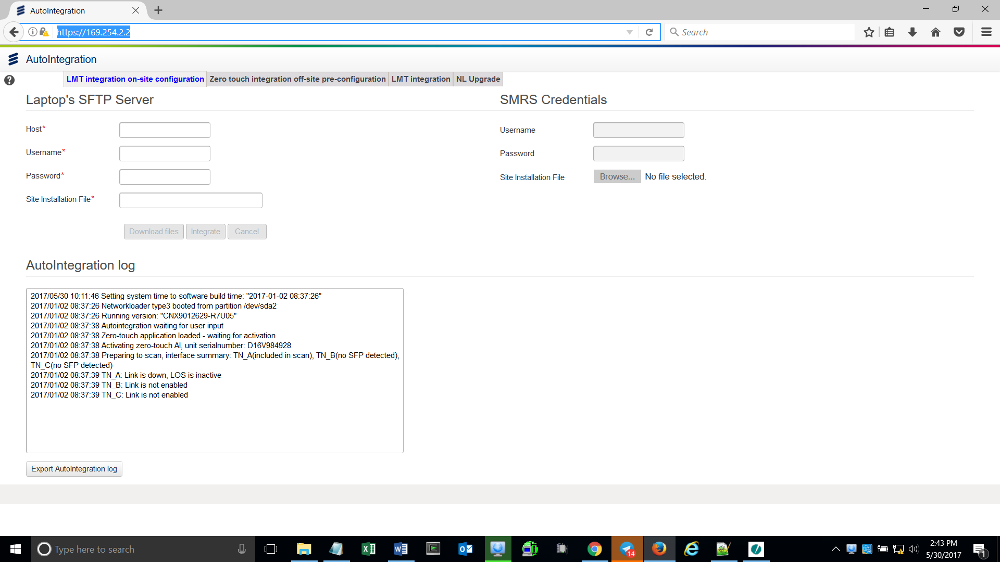 AutoIntegration
https://169.254.2.2
Search
AutoIntegration
LMT integration on-site configuration
Zero touch integration off-site pre-configuration
LMT integration
NL Upgrade
Laptop's SFTP Server
Host*
Username*
Password*
Site Installation File*
Download files
Integrate
Cancel
SMRS Credentials
Username
Password
Site Installation File
Browse...
No file selected.
AutoIntegration log
2017/05/30 10:11:46 Setting system time to software build time: "2017-01-02 08:37:26"
2017/01/02 08:37:26 Networkloader type3 booted from partition /dev/sda2
2017/01/02 08:37:26 Running version: "CNX9012629-R7U05"
2017/01/02 08:37:38 Autointegration waiting for user input
2017/01/02 08:37:38 Zero-touch application loaded - waiting for activation
2017/01/02 08:37:38 Activating zero-touch AI, unit serialnumber: D16V984928
2017/01/02 08:37:38 Preparing to scan, interface summary: TN_A(included in scan), TN_B(no SFP detected),
TN_C(no SFP detected)
2017/01/02 08:37:39 TN_A: Link is down, LOS is inactive
2017/01/02 08:37:39 TN_B: Link is not enabled
2017/01/02 08:37:39 TN_C: Link is not enabled
Export AutoIntegration log
Type here to search
14
2:43 PM
5/30/2017
1